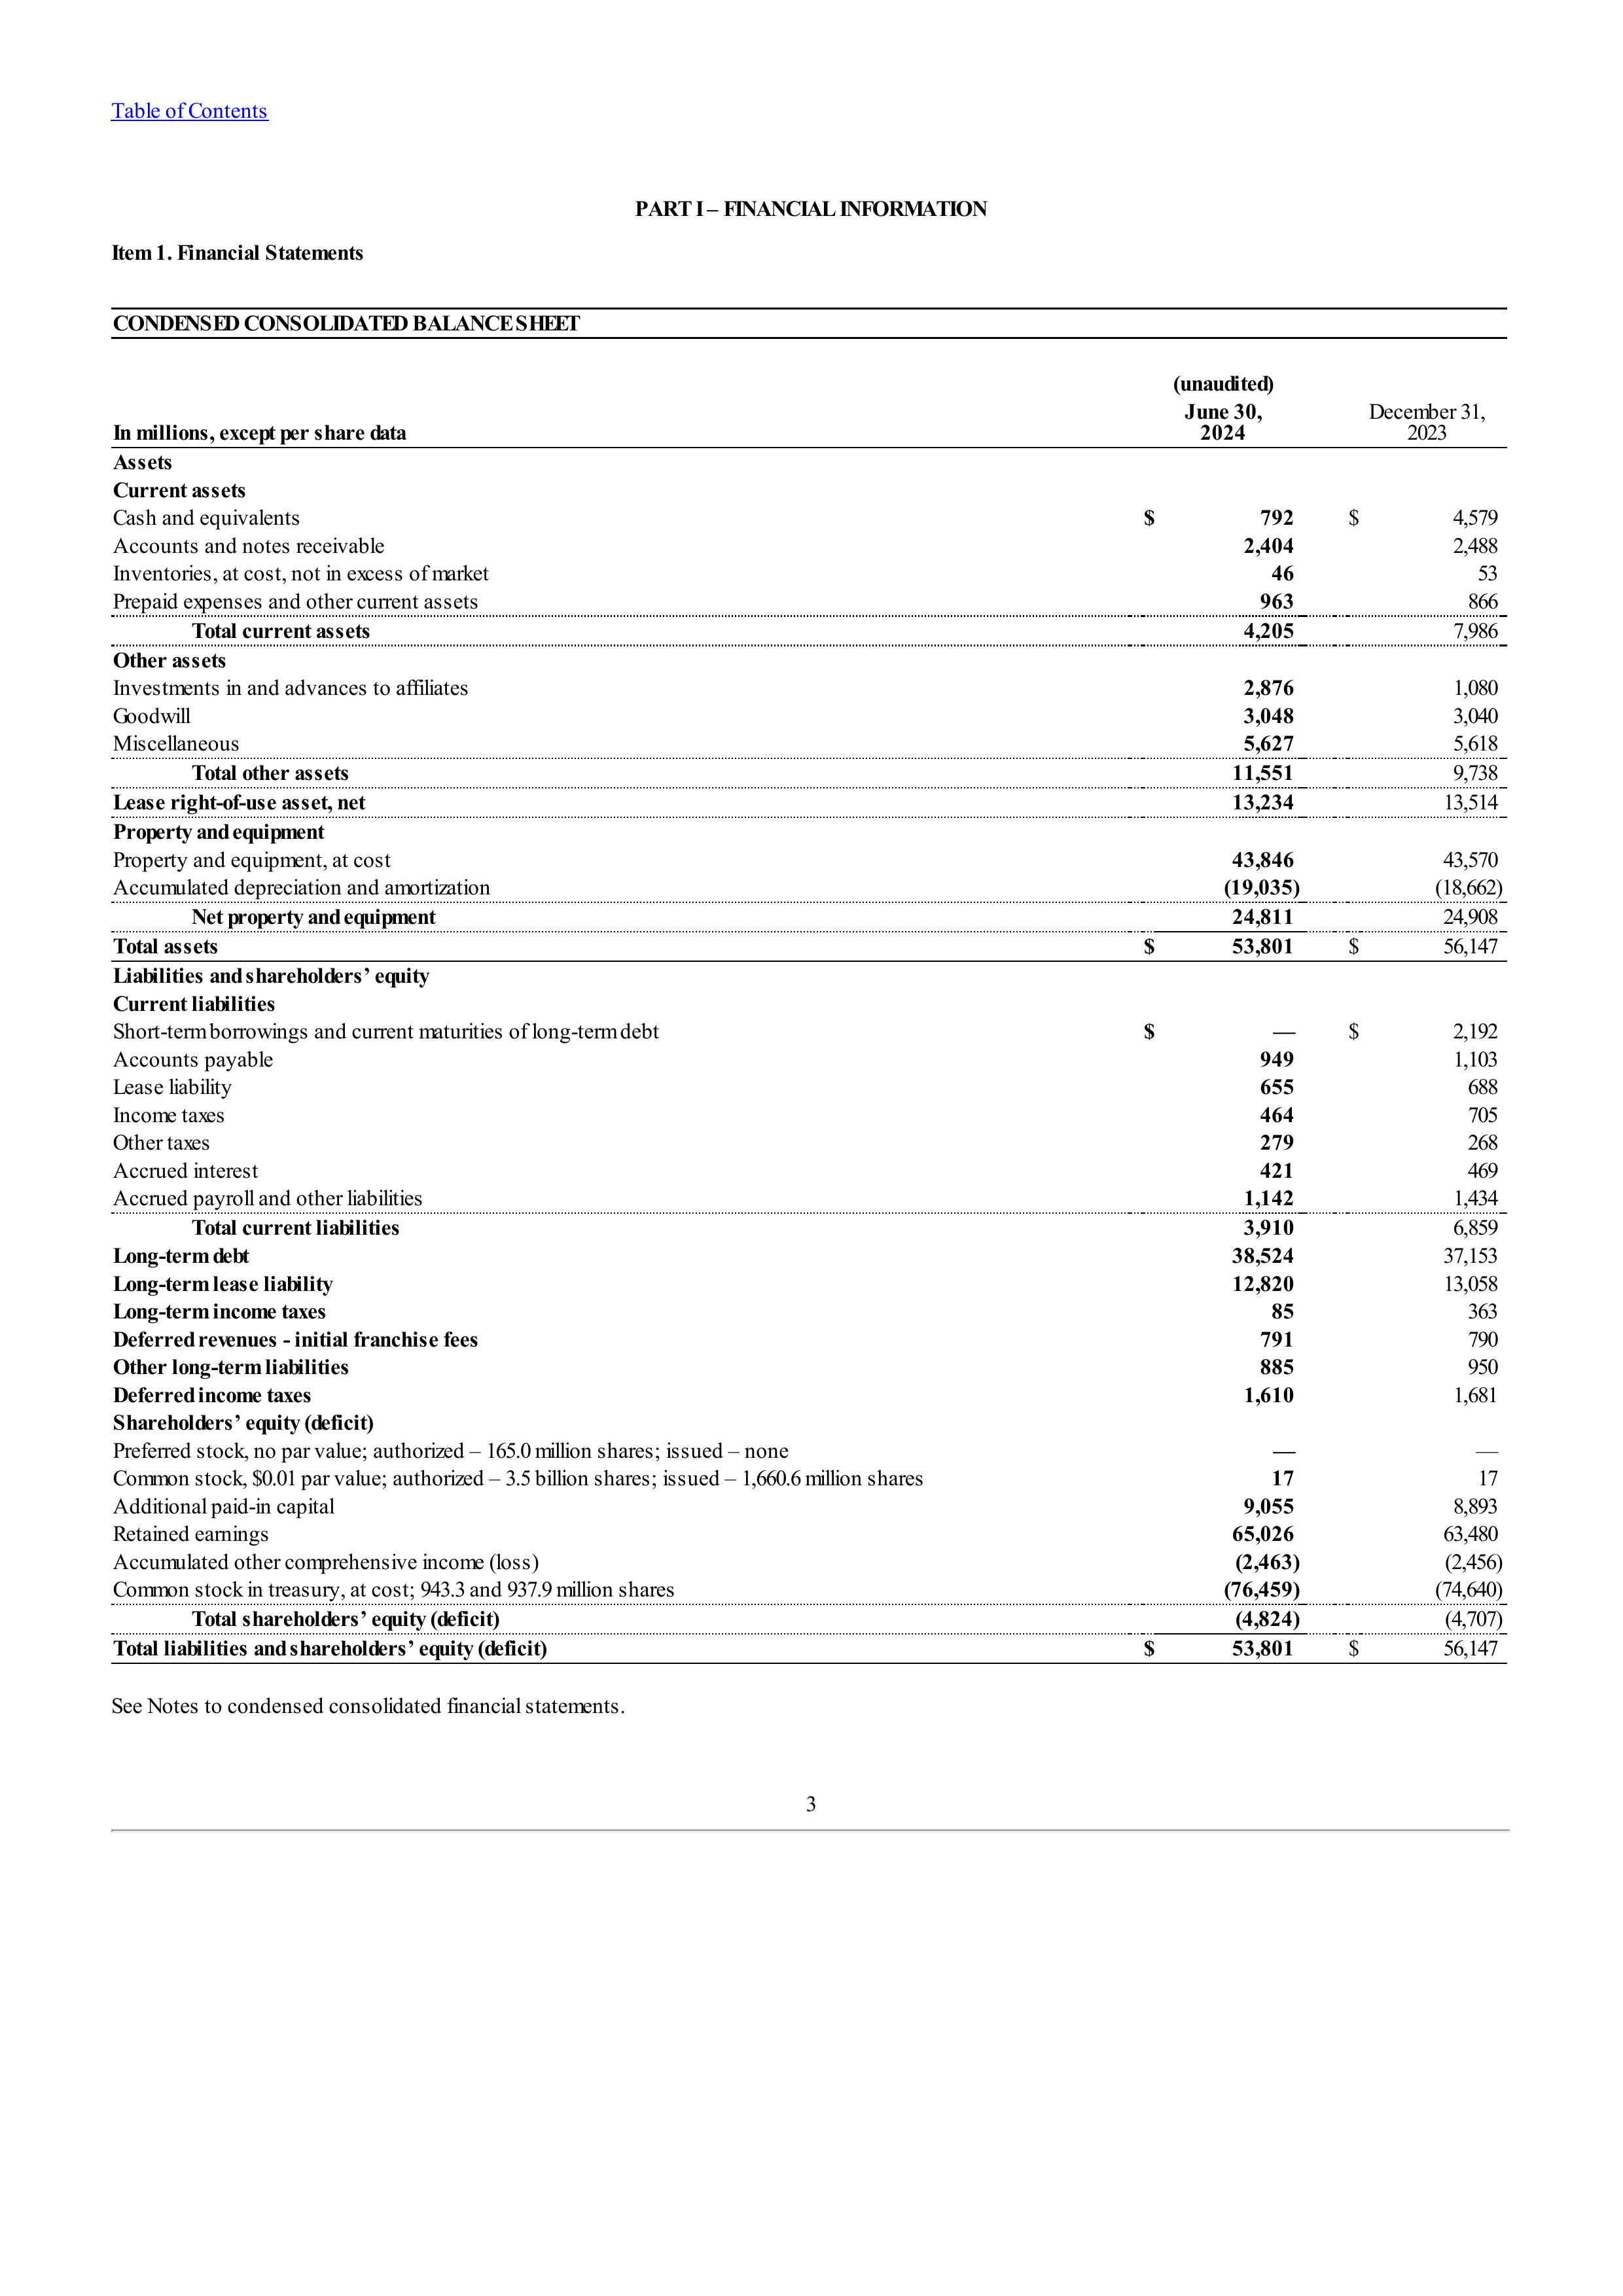 Table of Contents
PART I – FINANCIAL INFORMATION
Item 1. Financial Statements
CONDENSED CONSOLIDATED BALANCE SHEET
(unaudited)
June 30, December 31,
In millions, except per share data 2024 2023
Assets
Current assets
Cash and equivalents $ 792 $ 4,579
Accounts and notes receivable 2,404 2,488
Inventories, at cost, not in excess of market 46 53
Prepaid expenses and other current assets 963 866
Total current assets 4,205 7,986
Other assets
Investments in and advances to affiliates 2,876 1,080
Goodwill 3,048 3,040
Miscellaneous 5,627 5,618
Total other assets 11,551 9,738
Lease right-of-use asset, net 13,234 13,514
Property and equipment
Property and equipment, at cost 43,846 43,570
Accumulated depreciation and amortization (19,035) (18,662)
Net property and equipment 24,811 24,908
Total assets $ 53,801 $ 56,147
Liabilities and shareholders’ equity
Current liabilities
Short-term borrowings and current maturities of long-term debt $ — $ 2,192
Accounts payable 949 1,103
Lease liability 655 688
Income taxes 464 705
Other taxes 279 268
Accrued interest 421 469
Accrued payroll and other liabilities 1,142 1,434
Total current liabilities 3,910 6,859
Long-term debt 38,524 37,153
Long-term lease liability 12,820 13,058
Long-term income taxes 85 363
Deferred revenues - initial franchise fees 791 790
Other long-term liabilities 885 950
Deferred income taxes 1,610 1,681
Shareholders’ equity (deficit)
Preferred stock, no par value; authorized – 165.0 million shares; issued – none — —
Common stock, $0.01 par value; authorized – 3.5 billion shares; issued – 1,660.6 million shares 17 17
Additional paid-in capital 9,055 8,893
Retained earnings 65,026 63,480
Accumulated other comprehensive income (loss) (2,463) (2,456)
Common stock in treasury, at cost; 943.3 and 937.9 million shares (76,459) (74,640)
Total shareholders’ equity (deficit) (4,824) (4,707)
Total liabilities and shareholders’ equity (deficit) $ 53,801 $ 56,147
See Notes to condensed consolidated financial statements.
3